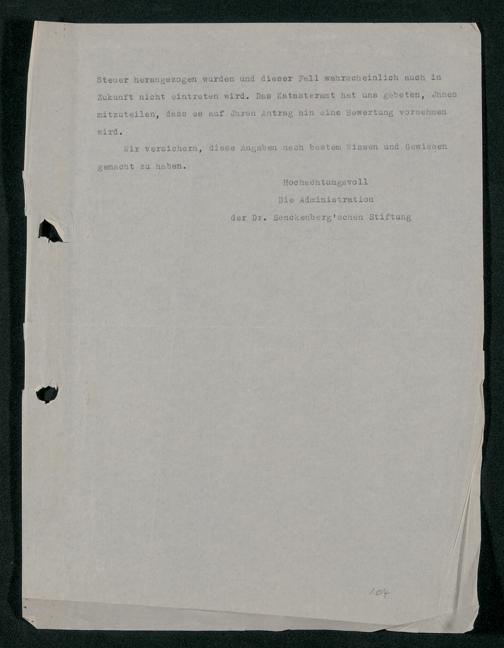 Steuer herangezogen wurden und dieser Fall wahrscheinlich auch in
Zukunft nicht eintreten wird. Das Katasteramt hat uns gebeten, Jhnen
mitzuteilen, dass es auf Jhren Antrag hin eine Bewertung vornehmen
wird.
Wir versichern, diese Angaben nach bestem Wissen und Gewissen
gemacht zu haben.
Hochachtungsvoll
Die Administration
der Dr. Senckenberg'schen Stiftung
104